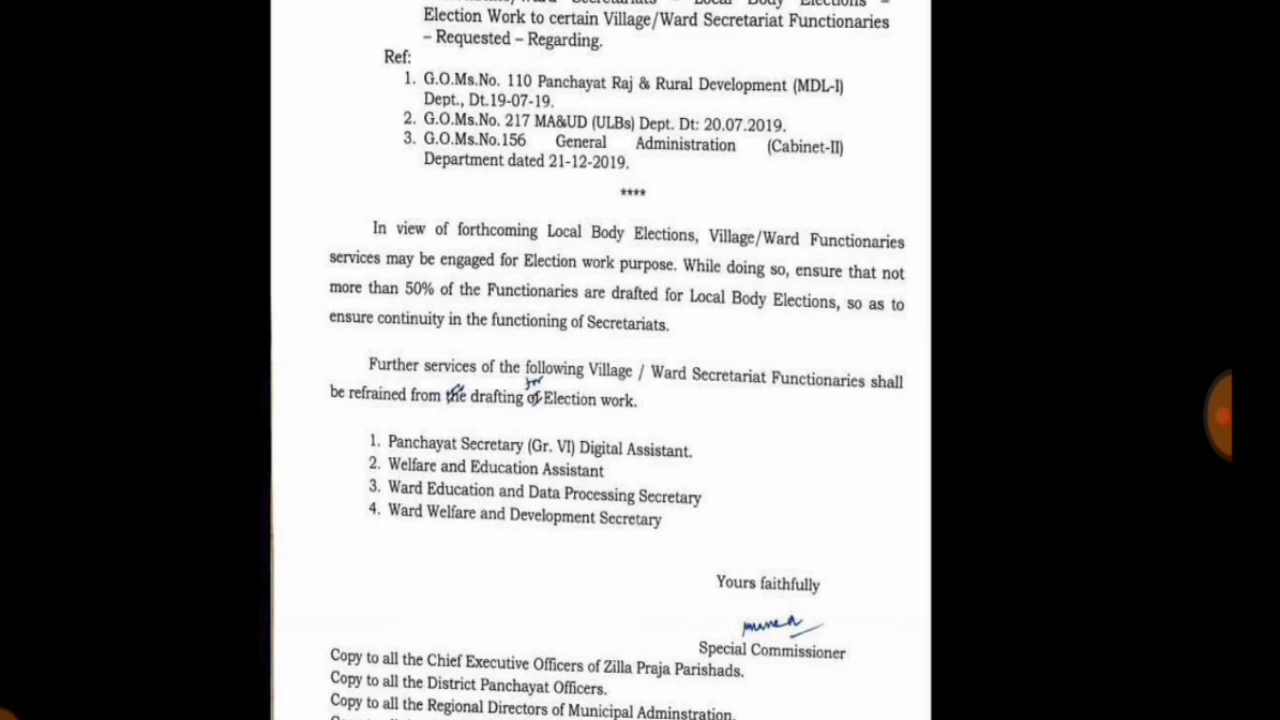 Local Body Elections –
Election Work to certain Village/Ward Secretariat Functionaries
– Requested – Regarding.
Ref:
1. G.O.Ms.No. 110 Panchayat Raj & Rural Development (MDL-I)
Dept., Dt.19-07-19.
2. G.O.Ms.No. 217 MA&UD (ULBs) Dept. Dt: 20.07.2019.
3. G.O.Ms.No.156 General Administration (Cabinet-II)
Department dated 21-12-2019.
****
In view of forthcoming Local Body Elections, Village/Ward Functionaries
services may be engaged for Election work purpose. While doing so, ensure that not
more than 50% of the Functionaries are drafted for Local Body Elections, so as to
ensure continuity in the functioning of Secretariats.
Further services of the following Village / Ward Secretariat Functionaries shall
for
be refrained from the drafting of Election work.
1. Panchayat Secretary (Gr. VI) Digital Assistant.
2. Welfare and Education Assistant
3. Ward Education and Data Processing Secretary
4. Ward Welfare and Development Secretary
Yours faithfully
Special Commissioner
Copy to all the Chief Executive Officers of Zilla Praja Parishads.
Copy to all the District Panchayat Officers.
Copy to all the Regional Directors of Municipal Adminstration.